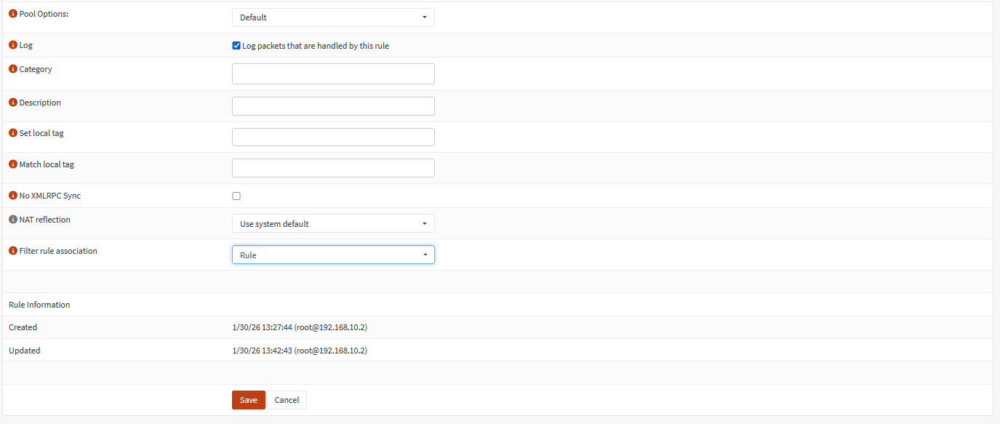 Pool Options:
Default
Log
Log packets that are handled by this rule
Category
Description
Set local tag
Match local tag
No XMLRPC Sync
NAT reflection
Use system default
Filter rule association
Rule
Rule Information
Created
1/30/26 13:27:44 (root@192.168.10.2)
Updated
1/30/26 13:42:43 (root@192.168.10.2)
Save
Cancel